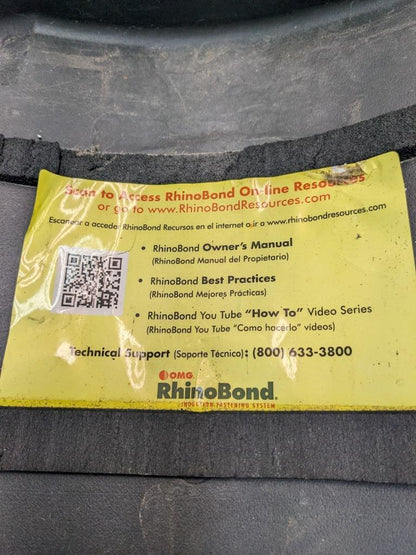 Scan to Access RhinoBond On-line Resources
or go to www.RhinoBondResources.com
Escanear a acceder RhinoBond Recursos en el internet o ir a www.rhinobondresources.com
• RhinoBond Owner's Manual
(RhinoBond Manual del Propietario)
• RhinoBond Best Practices
(RhinoBond Mejores Prácticas)
• RhinoBond You Tube "How To" Video Series
(RhinoBond You Tube "Como hacerlo" videos)
Technical Support (Soporte Técnico): (800) 633-3800
OMG
RhinoBond®
INDUCTION FASTENING SYSTEM